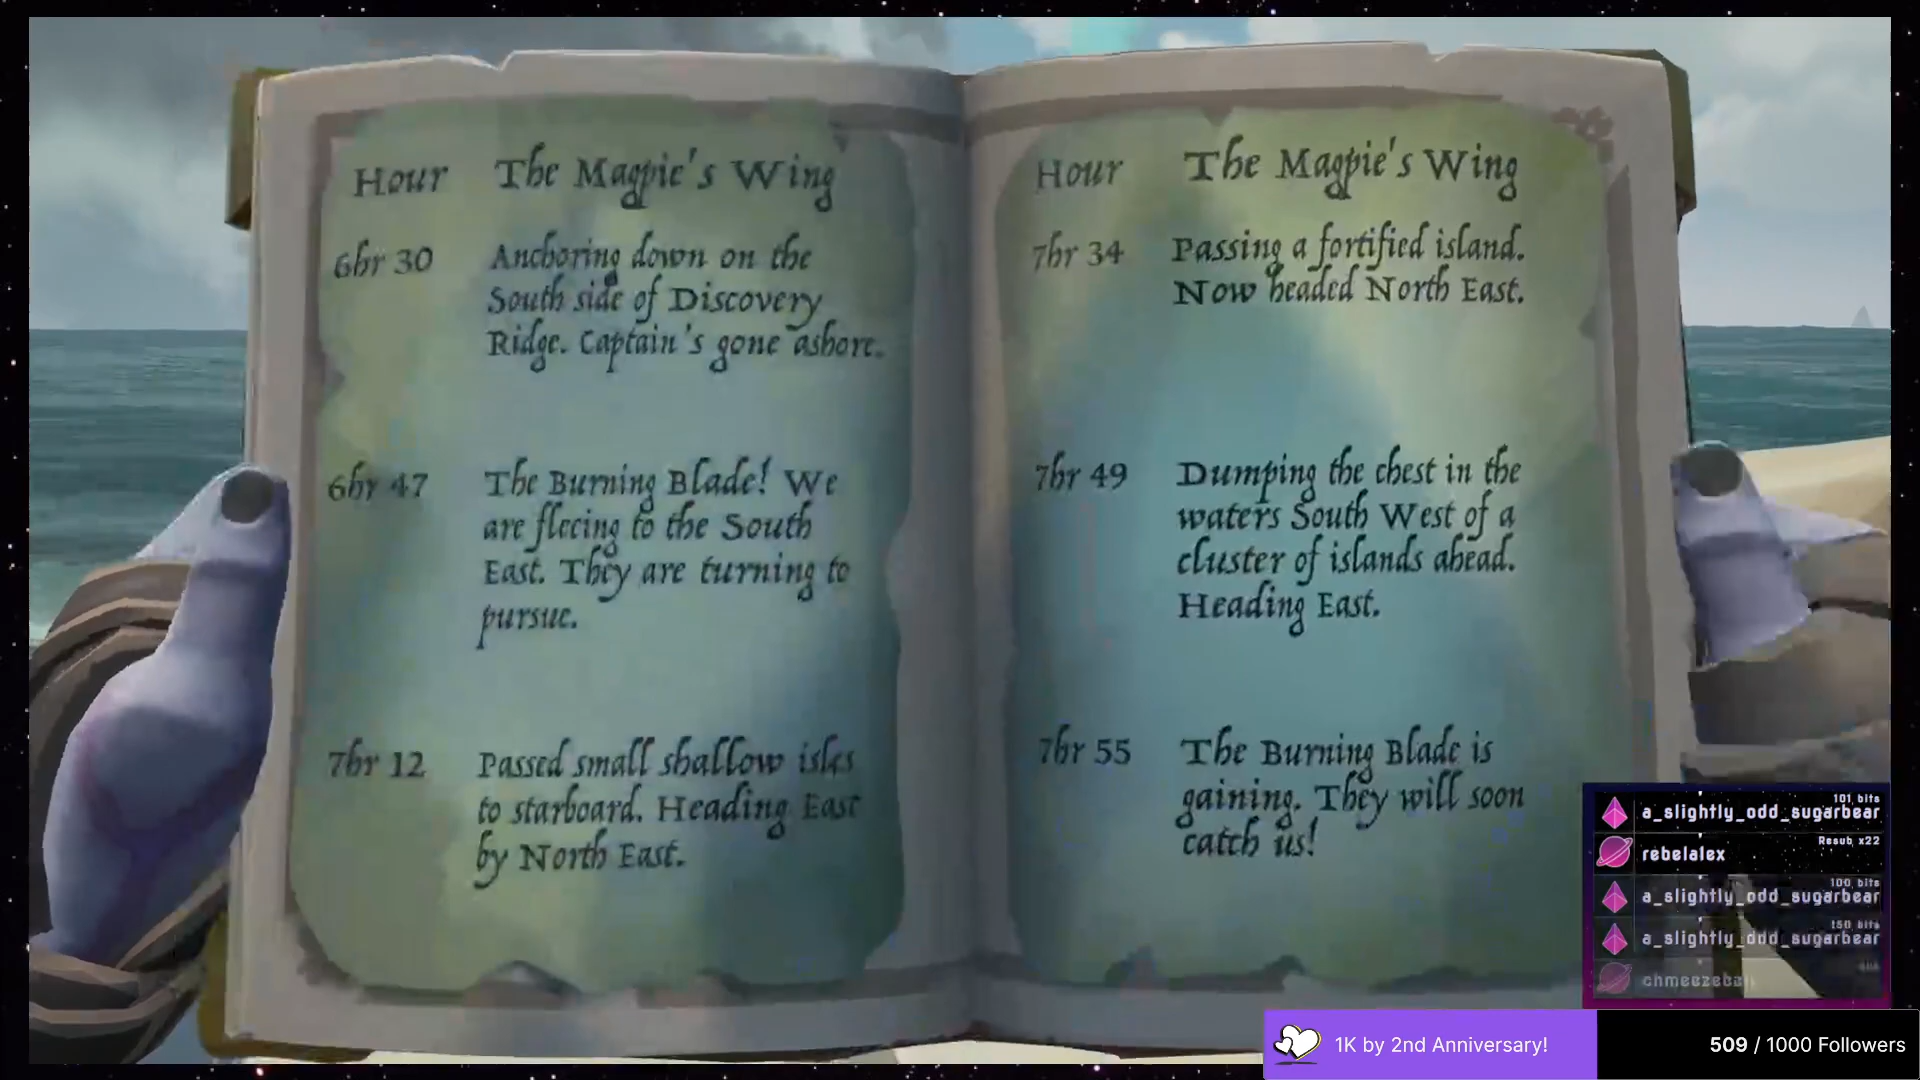 Hour The Magpie's Wing
6hr 30 Anchoring down on the
South side of Discovery
Ridge. Captain's gone ashore.
6hr 47 The Burning Blade! We
are fleeing to the South
East. They are turning to
pursue.
7hr 12 Passed small shallow isles
to starboard. Heading East
by North East.
Hour The Magpie's Wing
7hr 34 Passing a fortified island.
Now headed North East.
7hr 49 Dumping the chest in the
waters South West of a
cluster of islands ahead.
Heading East.
7hr 55 The Burning Blade is
gaining. They will soon
catch us!
101 bits
a_slightly_odd_sugarbear
Resub x22
rebelalex
100 bits
a_slightly_odd_sugarbear
150 bits
a_slightly_odd_sugarbear
1K by 2nd Anniversary!
509 / 1000 Followers